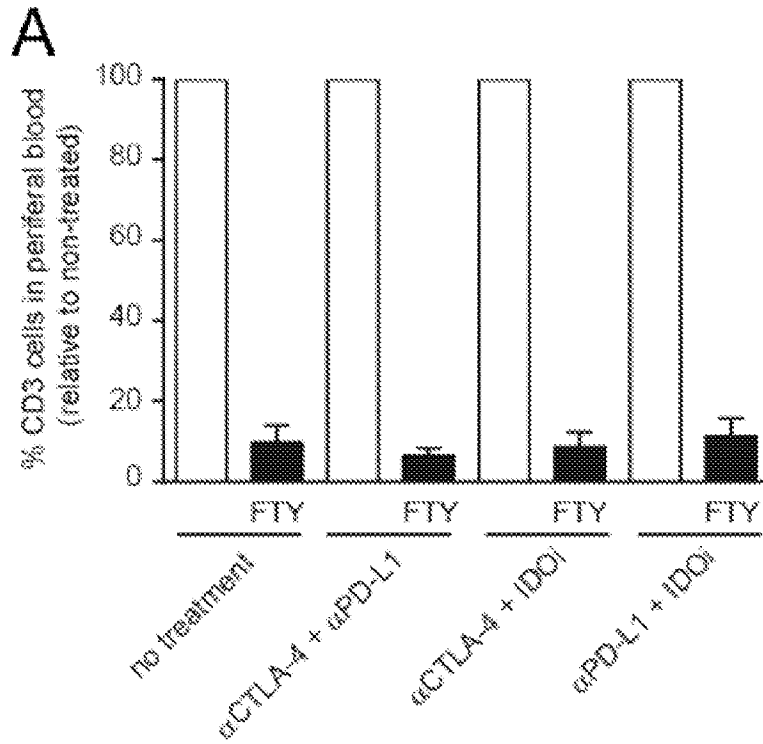 A
% CD3 cells in periferal blood
(relative to non-treated)
100
80
60
40
20
0
FTY
FTY
FTY
FTY
no treatment
αCTLA-4 + αPD-L1
αCTLA-4 + IDOi
αPD-L1 + IDOi